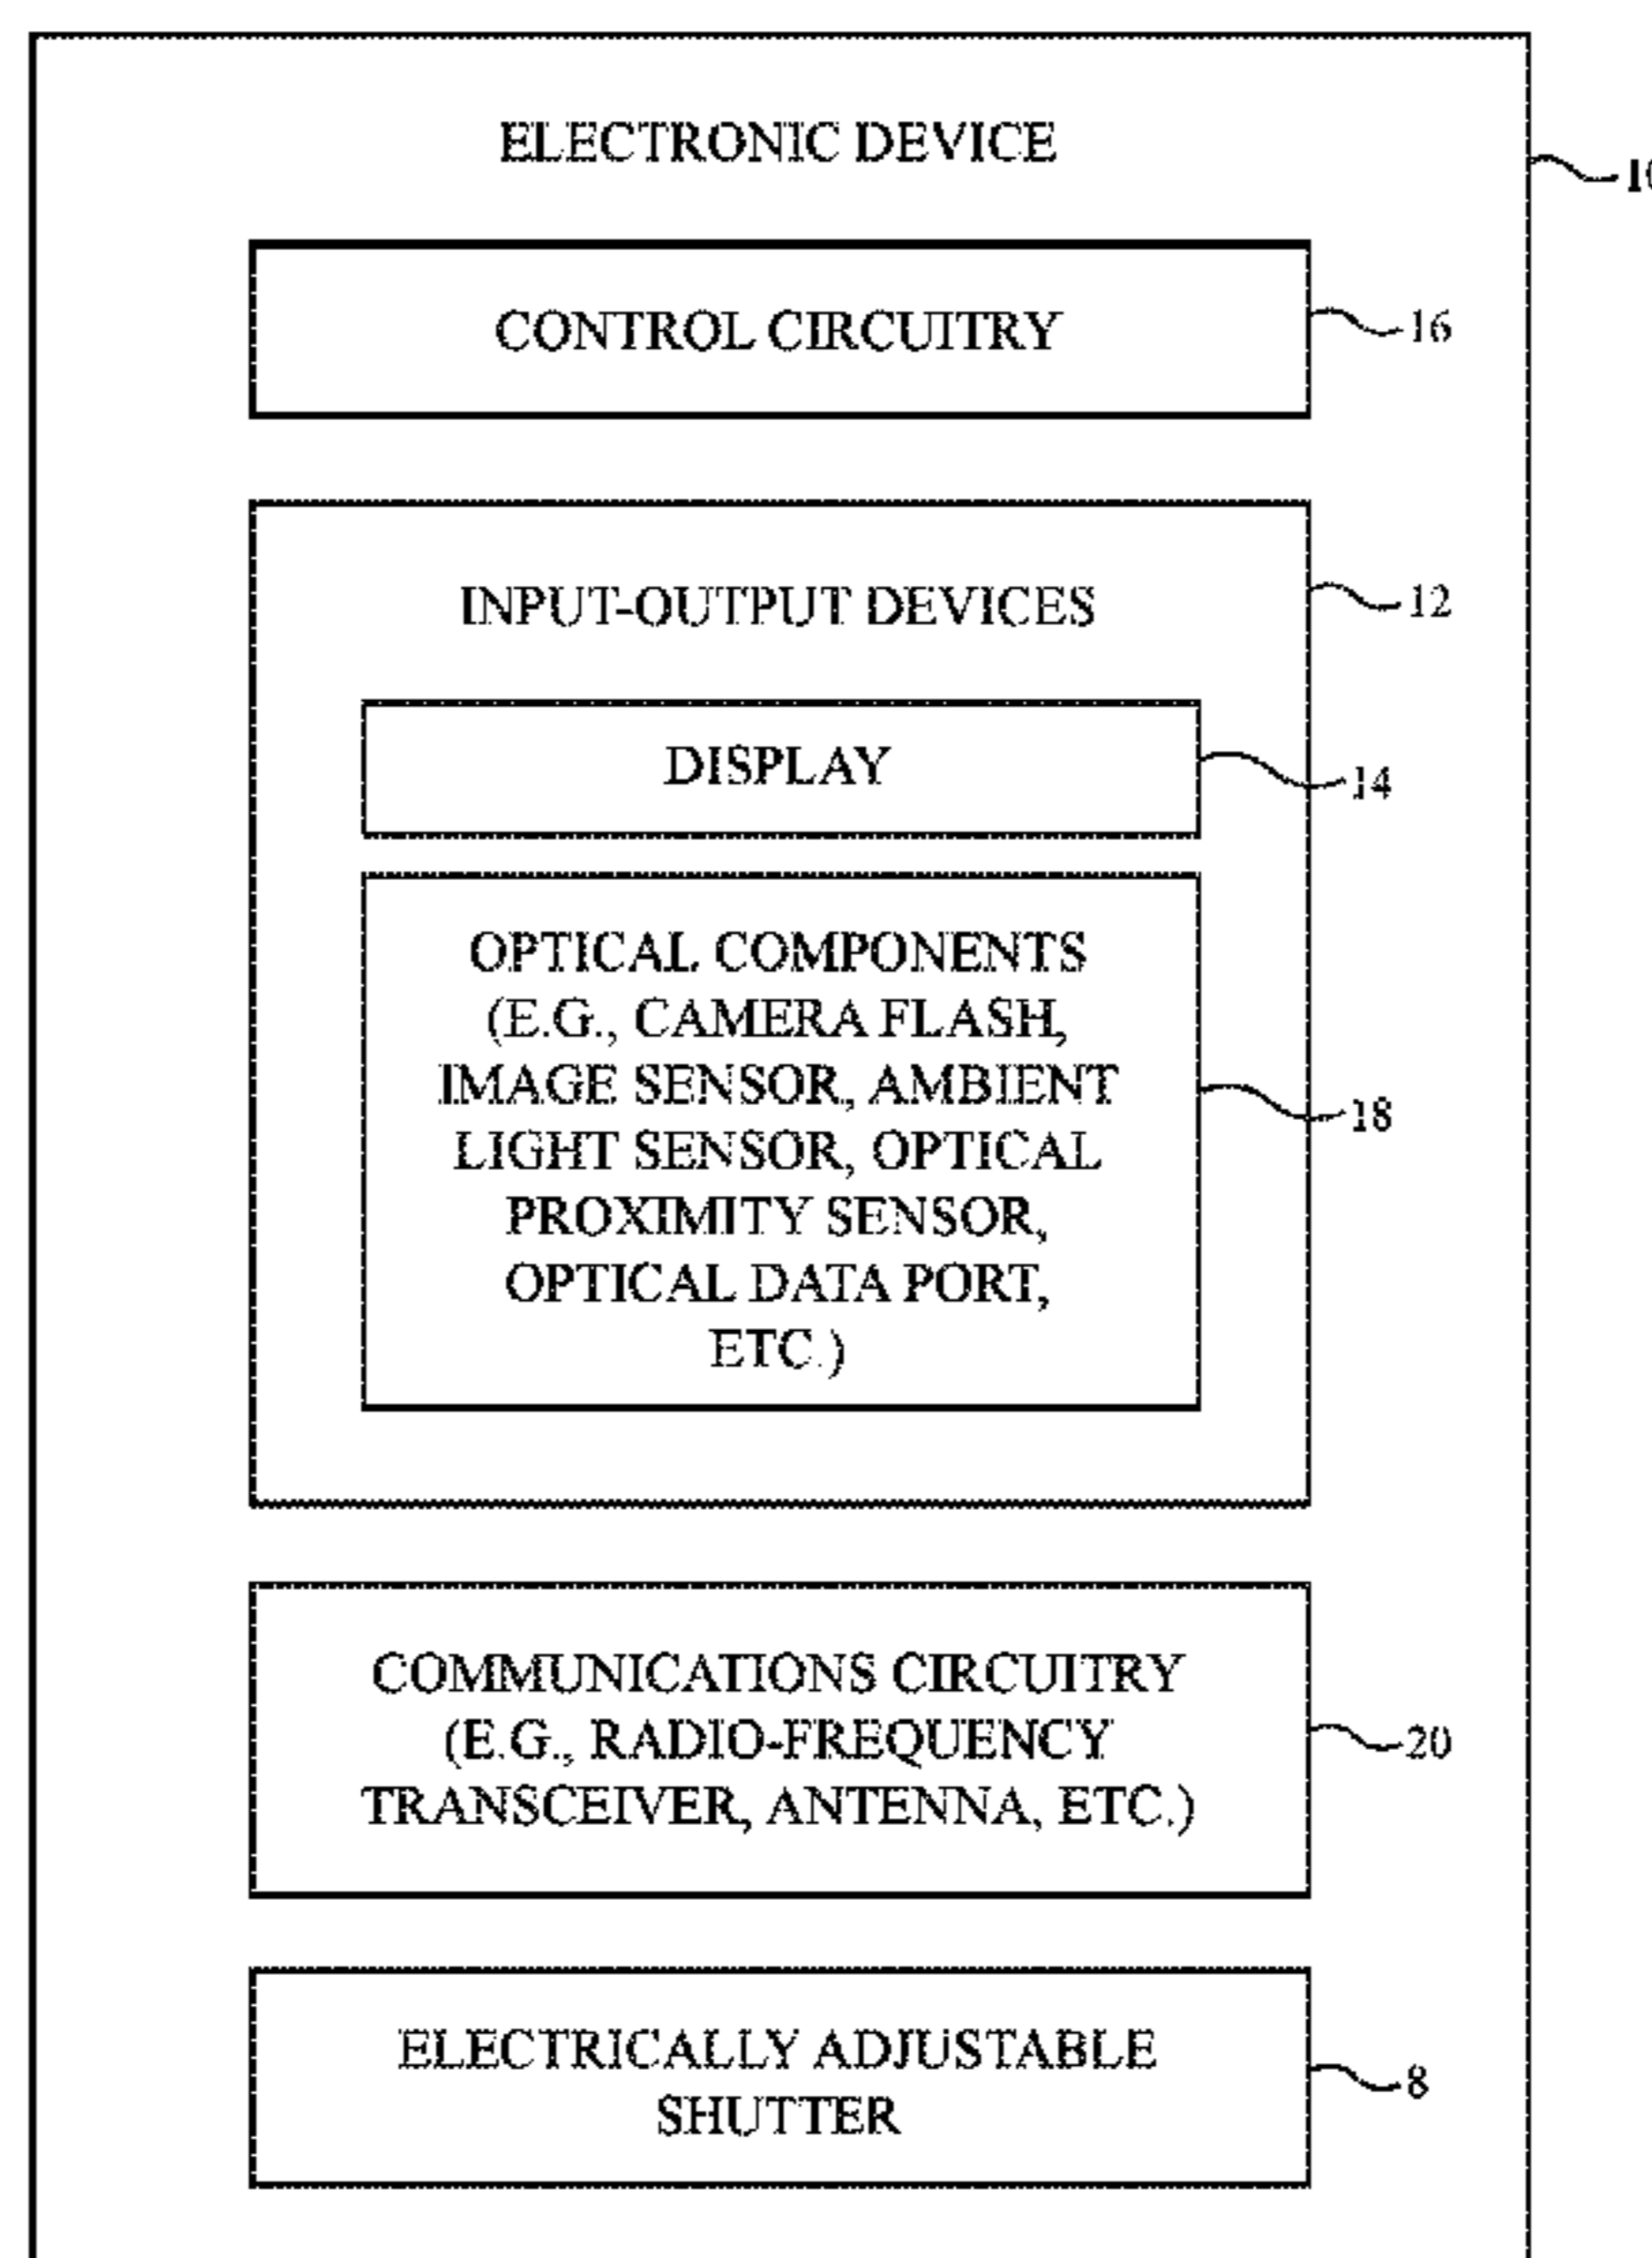 ELECTRONIC DEVICE
CONTROL CIRCUITRY
16
INPUT-OUTPUT DEVICES
12
DISPLAY
14
OPTICAL COMPONENTS
(E.G., CAMERA FLASH,
IMAGE SENSOR, AMBIENT
LIGHT SENSOR, OPTICAL
PROXIMITY SENSOR,
OPTICAL DATA PORT,
ETC.)
18
COMMUNICATIONS CIRCUITRY
(E.G., RADIO-FREQUENCY
TRANSCEIVER, ANTENNA, ETC.)
20
ELECTRICALLY ADJUSTABLE
SHUTTER
8